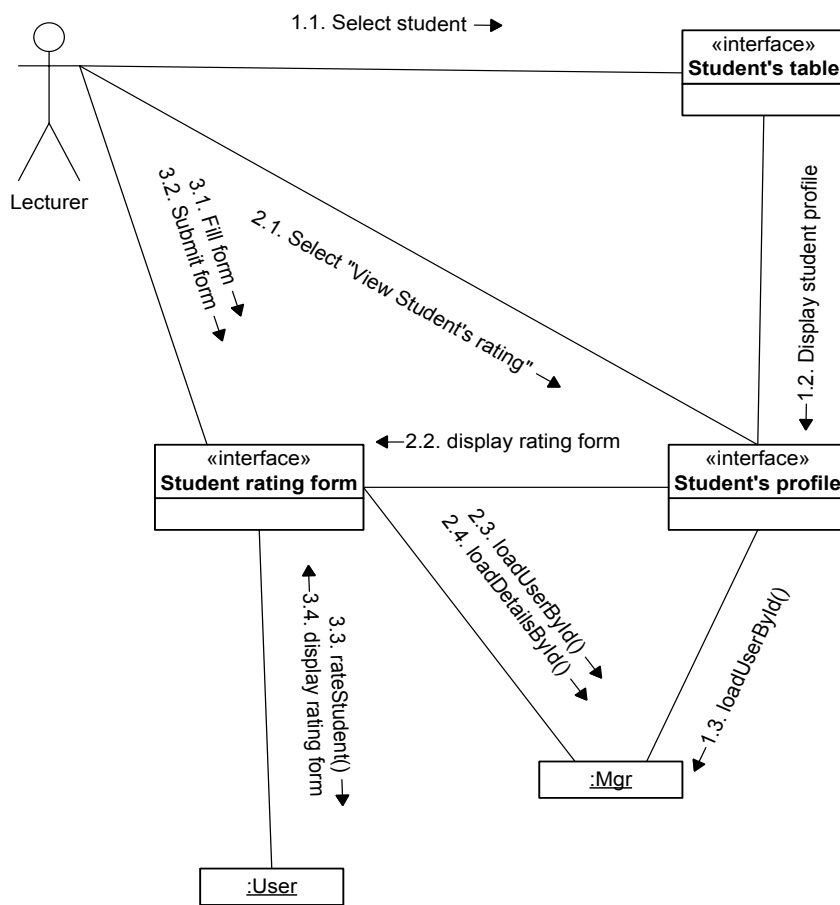 1.1. Select student
«interface»
Student's table
Lecturer
3.1. Fill form
3.2. Submit form
2.1. Select "View Student's rating"
1.2. Display student profile
2.2. display rating form
«interface»
Student rating form
«interface»
Student's profile
2.3. loadUserById()
2.4. loadDetailsById()
1.3. loadUserById()
3.3. rateStudent()
3.4. display rating form
:Mgr
:User